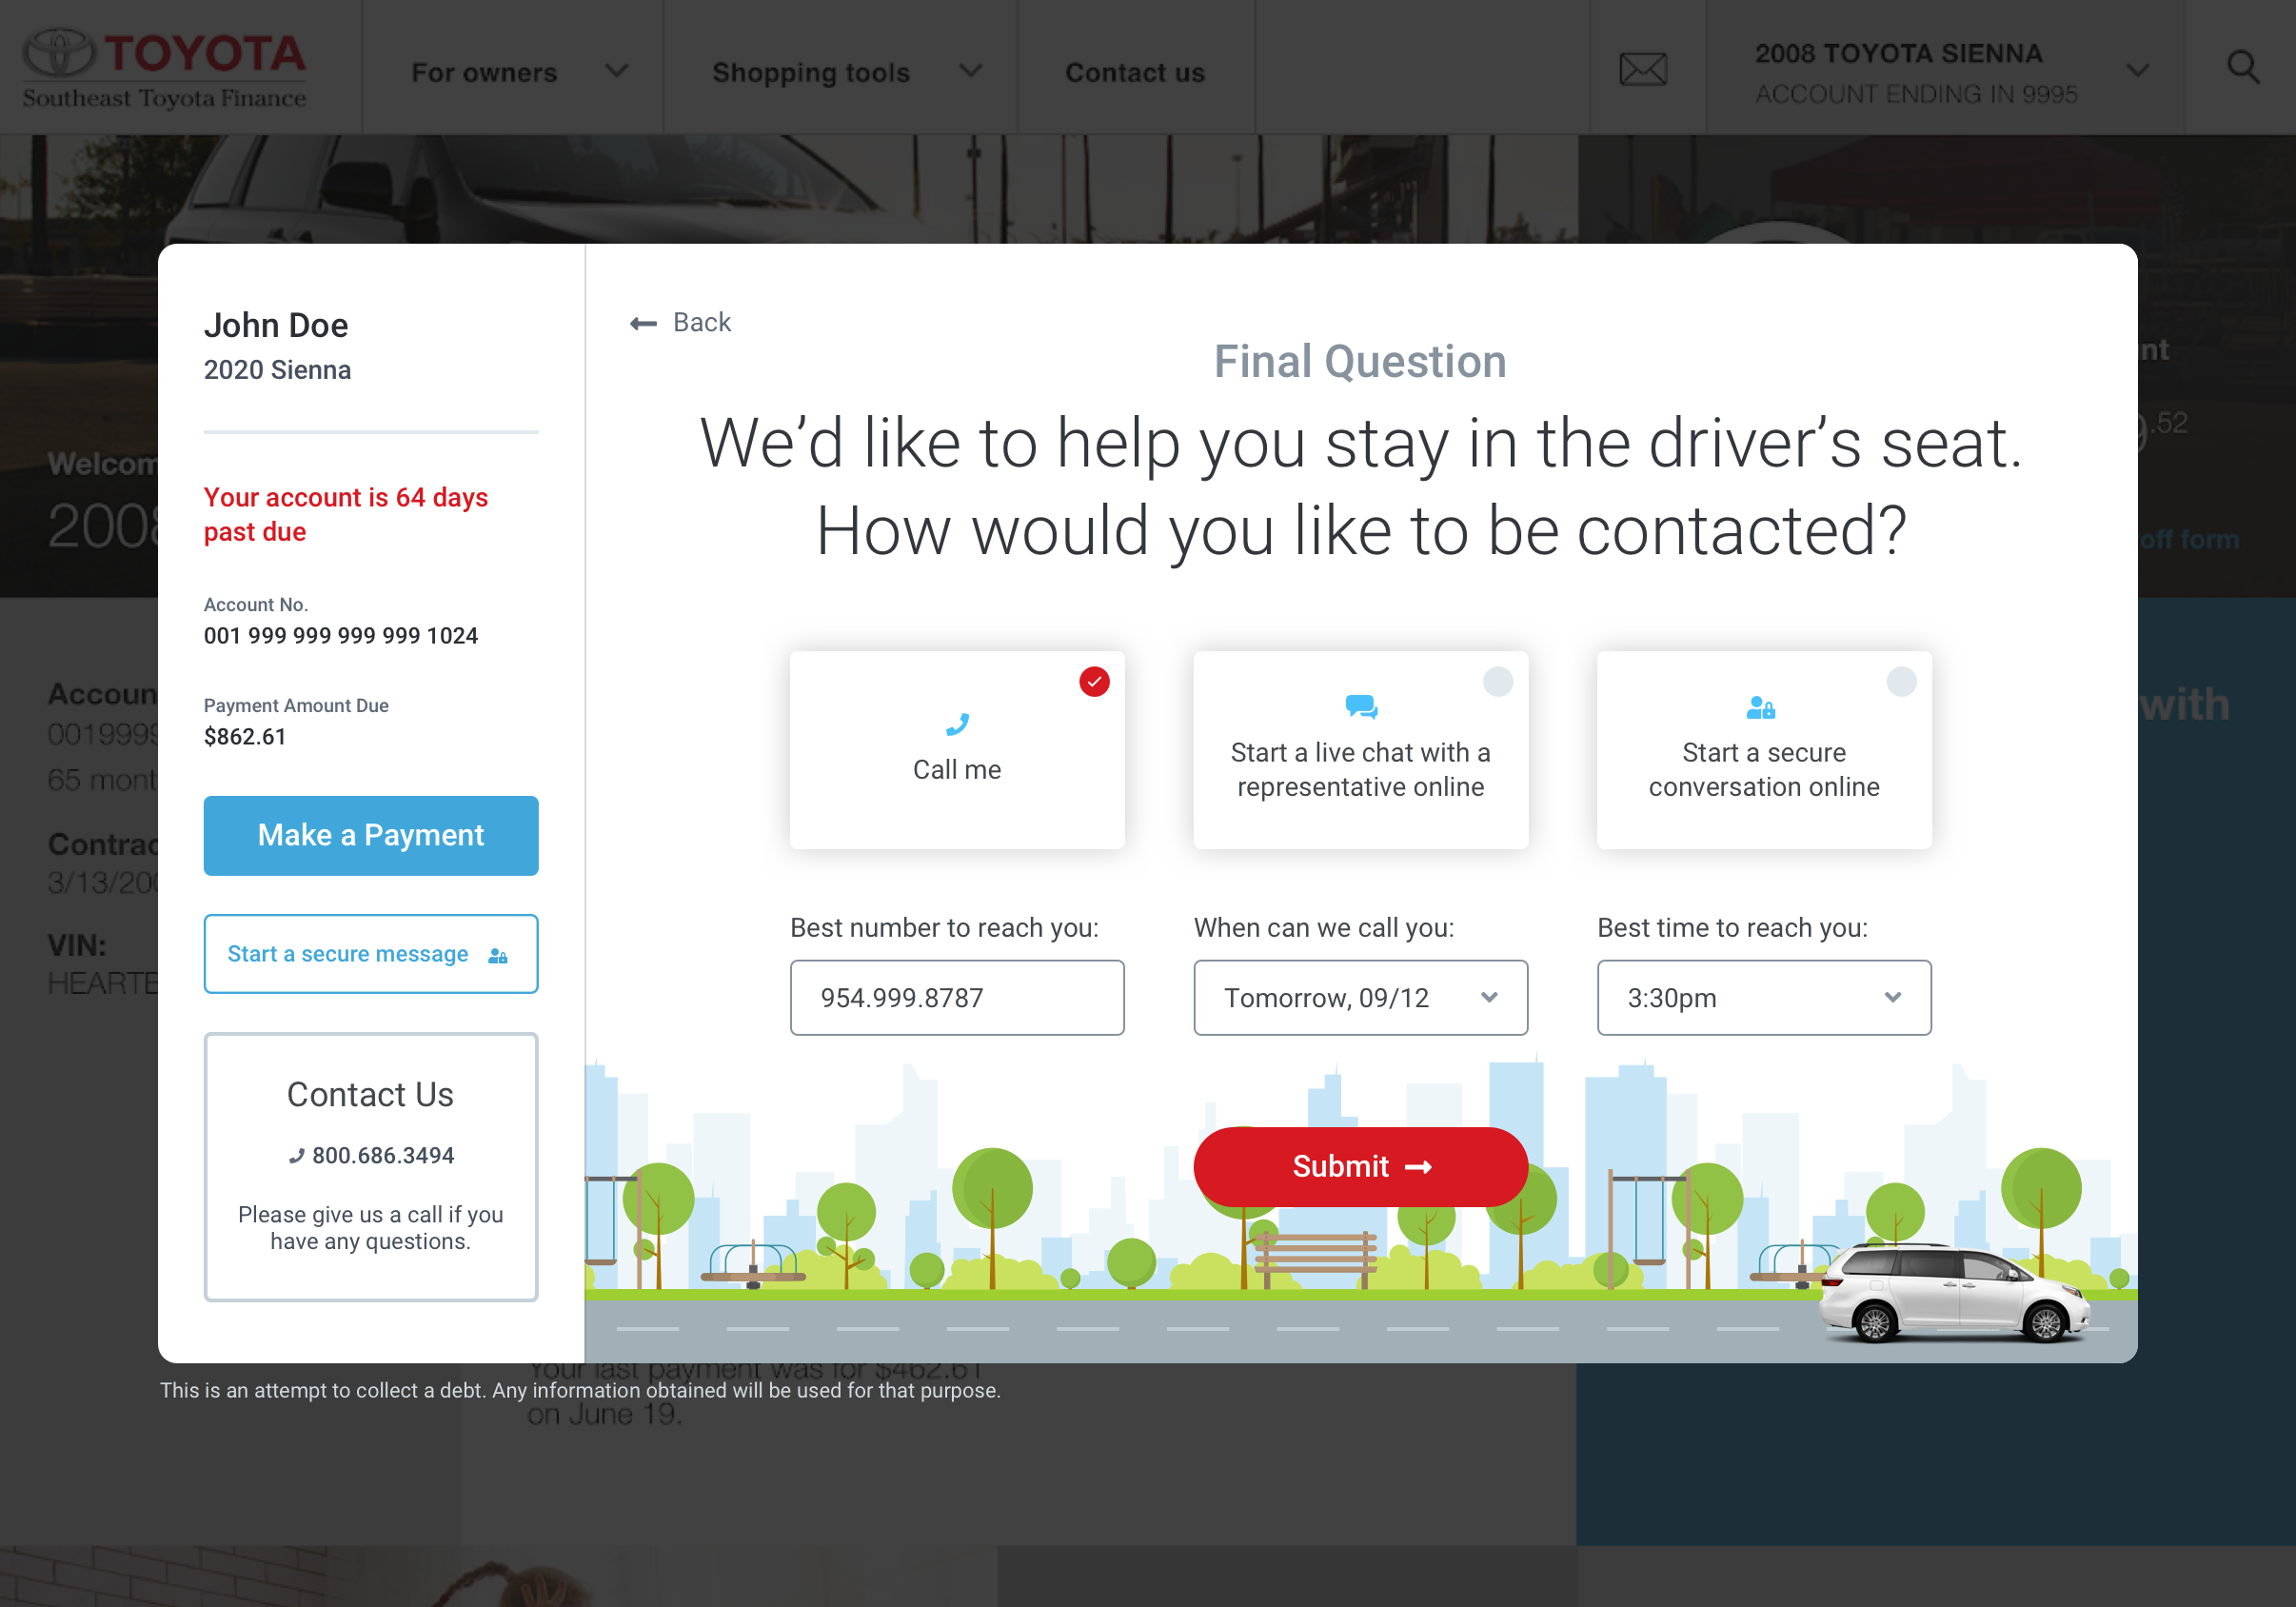 TOYOTA
Southeast Toyota Finance
For owners
Shopping tools
Contact us
2008 TOYOTA SIENNA
ACCOUNT ENDING IN 9995
Welcom
2008
nt
9.52
off form
Accoun
0019999
65 mont
Contrac
3/13/200
VIN:
HEARTE
with
John Doe
2020 Sienna
Your account is 64 days
past due
Account No.
001 999 999 999 999 1024
Payment Amount Due
$862.61
Make a Payment
Start a secure message
Contact Us
800.686.3494
Please give us a call if you
have any questions.
Back
Final Question
We’d like to help you stay in the driver’s seat.
How would you like to be contacted?
Call me
Start a live chat with a
representative online
Start a secure
conversation online
Best number to reach you:
954.999.8787
When can we call you:
Tomorrow, 09/12
Best time to reach you:
3:30pm
Submit
Your last payment was for $462.61
on June 19.
This is an attempt to collect a debt. Any information obtained will be used for that purpose.